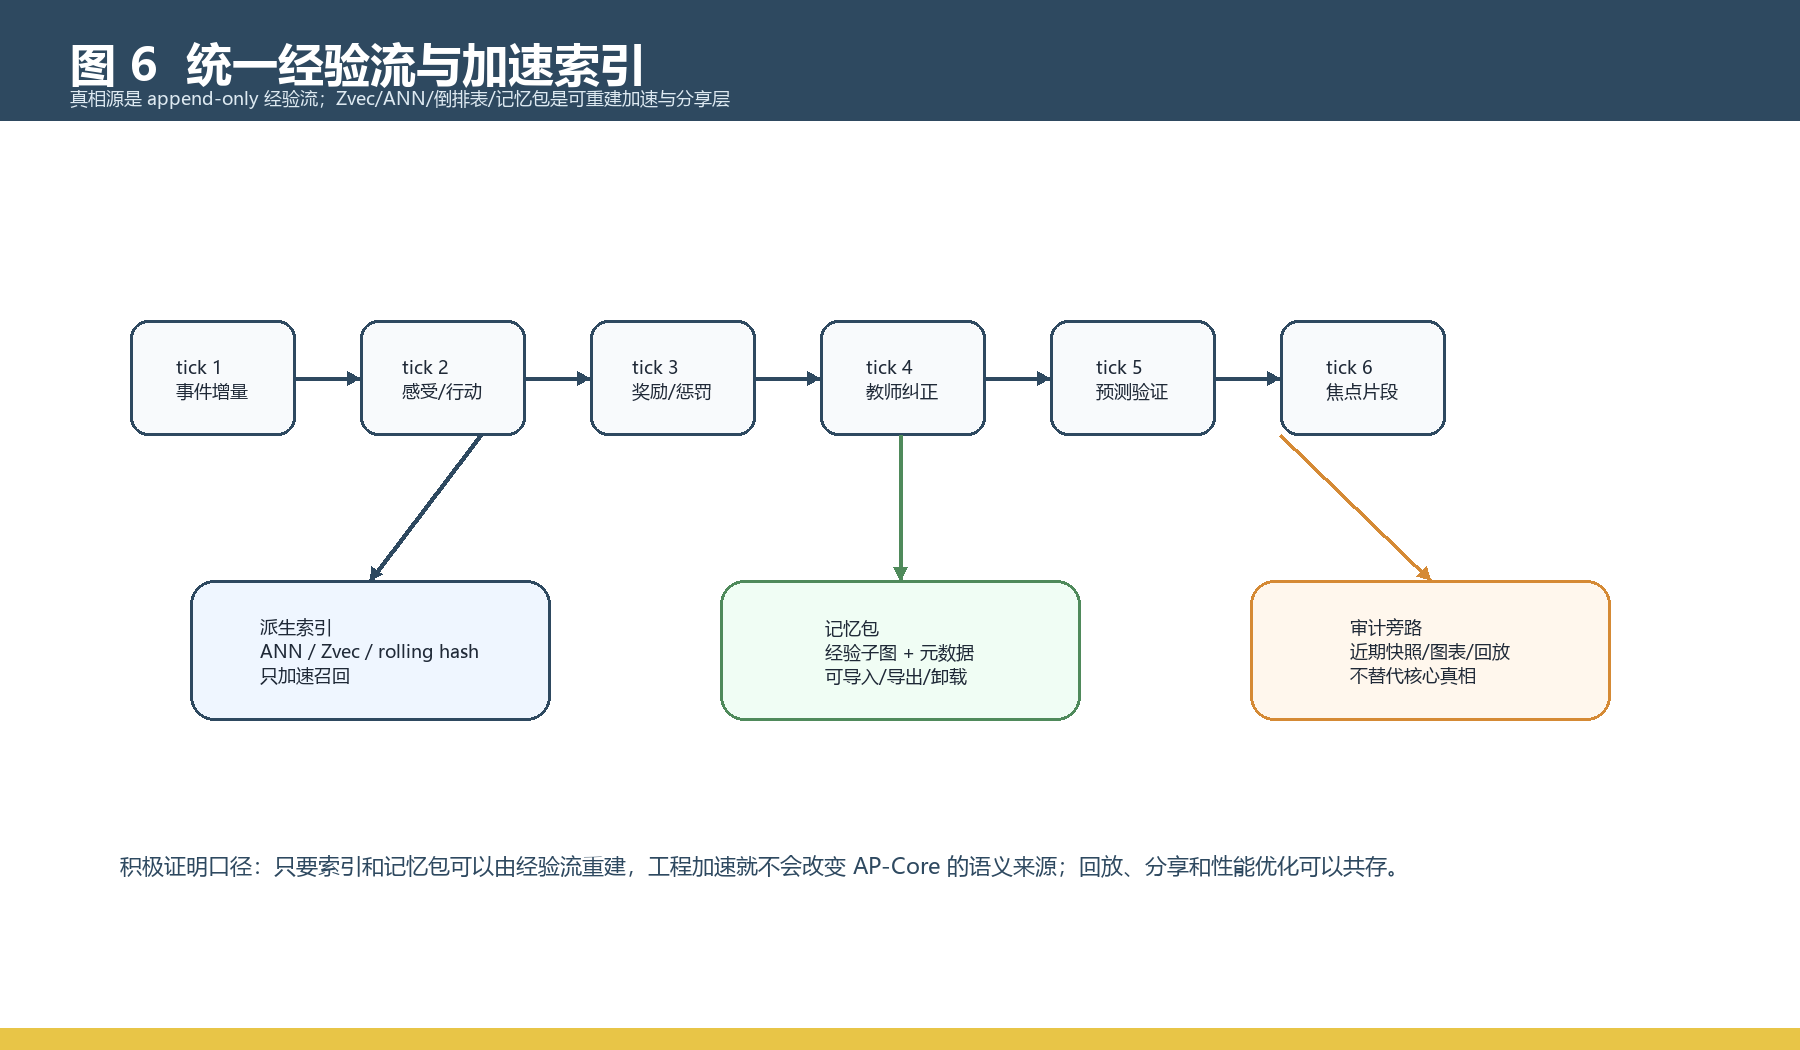 图 6 统一经验流与加速索引
真相源是 append-only 经验流；Zvec/ANN/倒排表/记忆包是可重建加速与分享层
tick 1
事件增量
tick 2
感受/行动
tick 3
奖励/惩罚
tick 4
教师纠正
tick 5
预测验证
tick 6
焦点片段
派生索引
ANN / Zvec / rolling hash
只加速召回
记忆包
经验子图 + 元数据
可导入/导出/卸载
审计旁路
近期快照/图表/回放
不替代核心真相
积极证明口径：只要索引和记忆包可以由经验流重建，工程加速就不会改变 AP-Core 的语义来源；回放、分享和性能优化可以共存。